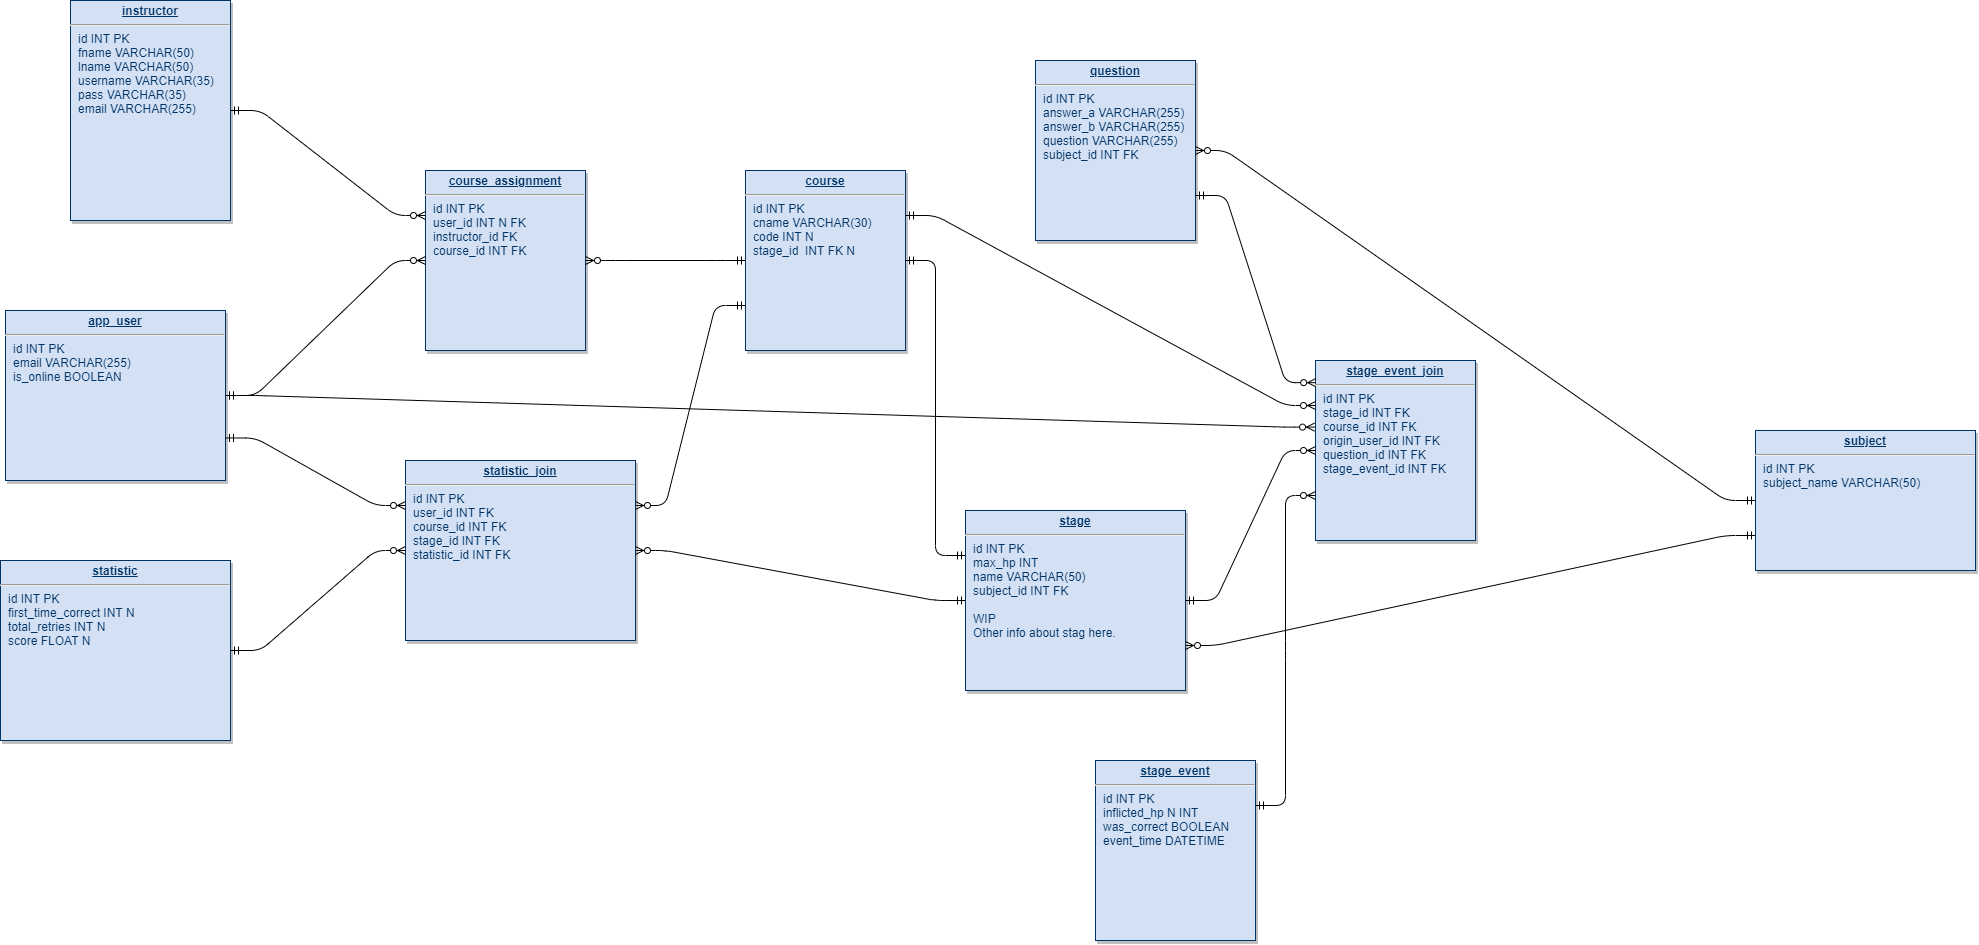 instructor
id INT PK
fname VARCHAR(50)
lname VARCHAR(50)
username VARCHAR(35)
pass VARCHAR(35)
email VARCHAR(255)
question
id INT PK
answer_a VARCHAR(255)
answer_b VARCHAR(255)
question VARCHAR(255)
subject_id INT FK
course_assignment
id INT PK
user_id INT N FK
instructor_id FK
course_id INT FK
course
id INT PK
cname VARCHAR(30)
code INT N
stage_id  INT FK N
app_user
id INT PK
email VARCHAR(255)
is_online BOOLEAN
stage_event_join
id INT PK
stage_id INT FK
course_id INT FK
origin_user_id INT FK
question_id INT FK
stage_event_id INT FK
subject
id INT PK
subject_name VARCHAR(50)
statistic_join
id INT PK
user_id INT FK
course_id INT FK
stage_id INT FK
statistic_id INT FK
stage
id INT PK
max_hp INT
name VARCHAR(50)
subject_id INT FK
WIP
Other info about stag here.
statistic
id INT PK
first_time_correct INT N
total_retries INT N
score FLOAT N
stage_event
id INT PK
inflicted_hp N INT
was_correct BOOLEAN
event_time DATETIME